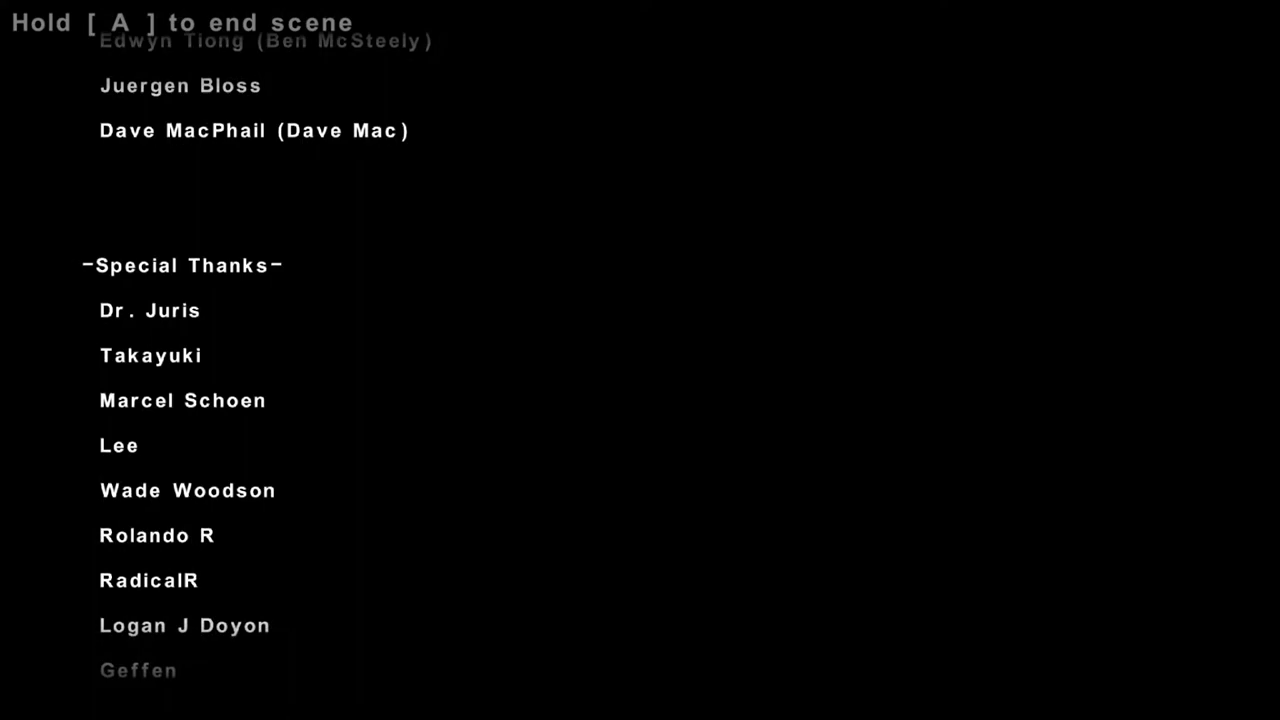 Hold [ A ] to end scene
Edwyn Tiong (Ben McSteely)
Juergen Bloss
Dave MacPhail (Dave Mac)
-Special Thanks-
Dr. Juris
Takayuki
Marcel Schoen
Lee
Wade Woodson
Rolando R
RadicalR
Logan J Doyon
Geffen